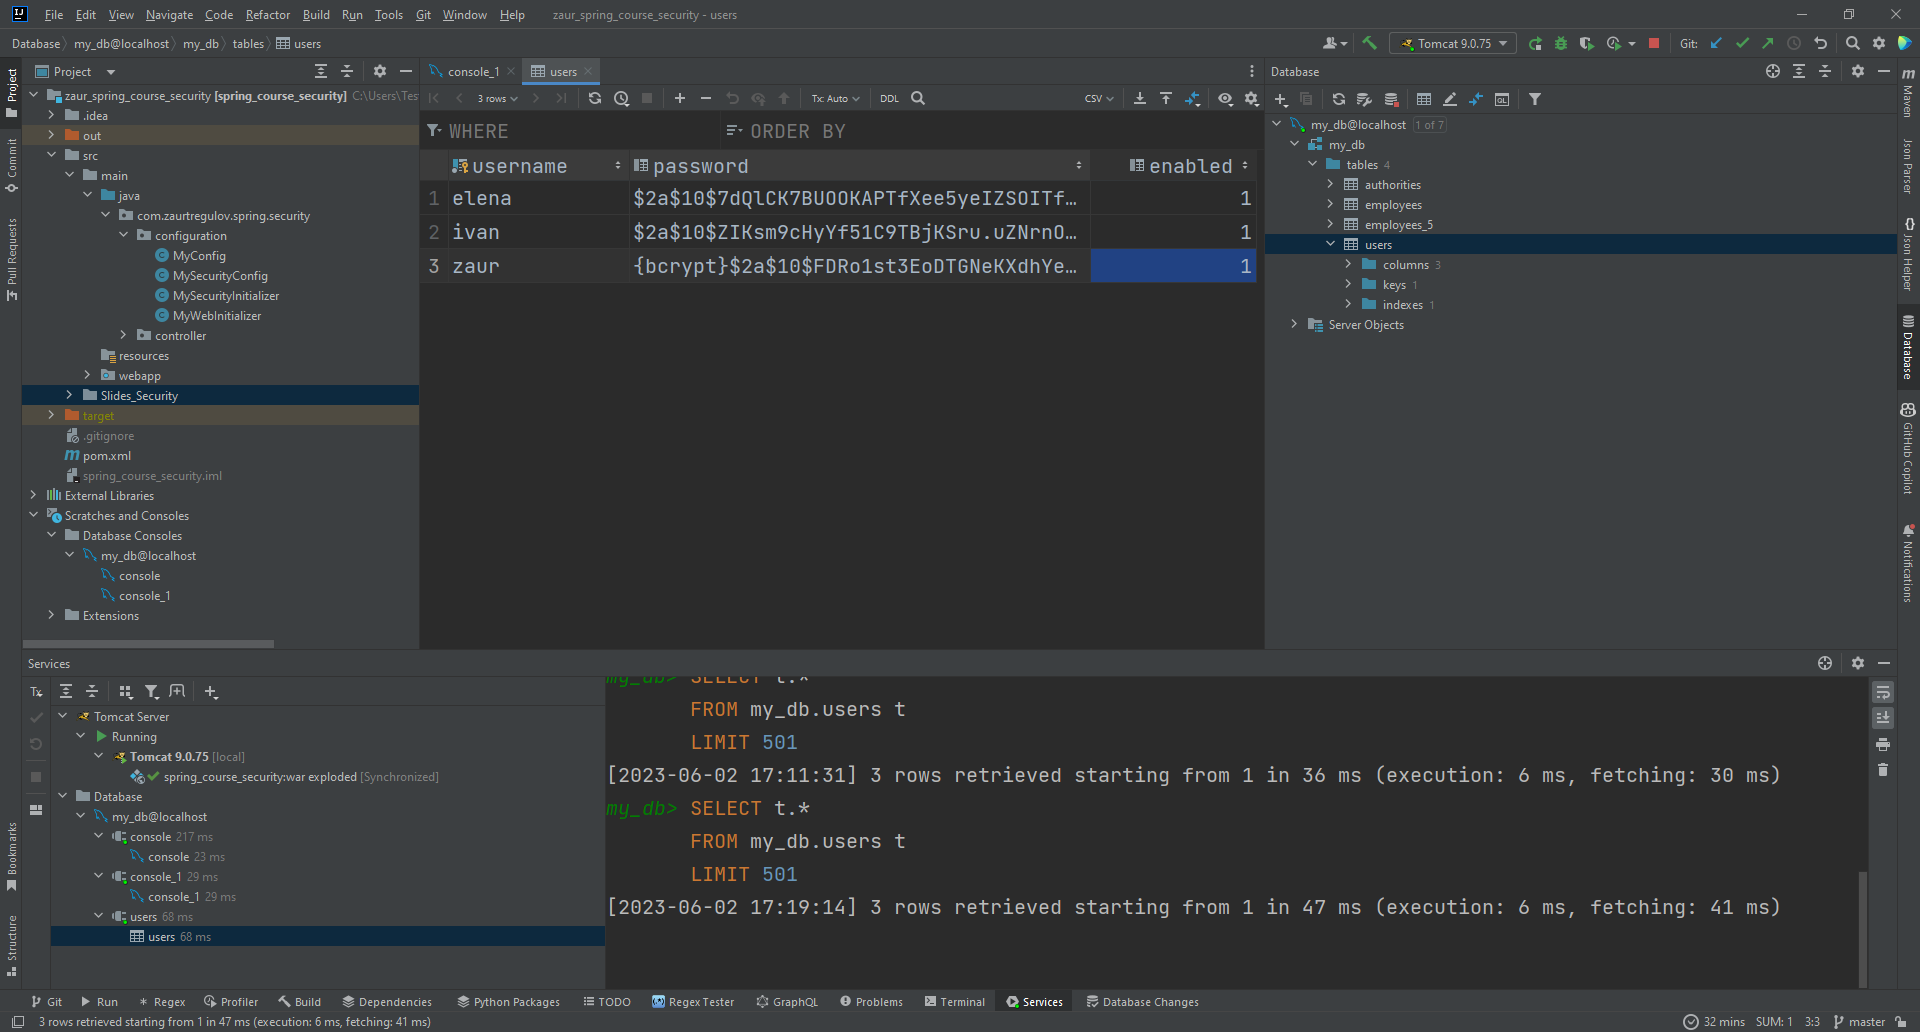 File Edit View Navigate Code Refactor Build Run Tools Git Window Help zaur_spring_course_security - users
Database my_db@localhost my_db tables users
Tomcat 9.0.75 Git:
Project
console_1 users
Database
3 rows Tx: Auto DDL CSV
WHERE ORDER BY
username password enabled
1 elena $2a$10$7dQlCK7BUOOKAPTfXee5yeIZSOITf… 1
2 ivan $2a$10$ZIKsm9cHyYf51C9TBjKSru.uZNrnO… 1
3 zaur {bcrypt}$2a$10$FDRo1st3EoDTGNeKXdhYe… 1
zaur_spring_course_security [spring_course_security] C:\Users\Tes
.idea
out
src
main
java
com.zaurtregulov.spring.security
configuration
MyConfig
MySecurityConfig
MySecurityInitializer
MyWebInitializer
controller
resources
webapp
Slides_Security
target
.gitignore
pom.xml
spring_course_security.iml
External Libraries
Scratches and Consoles
Database Consoles
my_db@localhost
console
console_1
Extensions
my_db@localhost 1 of 7
my_db
tables 4
authorities
employees
employees_5
users
columns 3
keys 1
indexes 1
Server Objects
Project
Commit
Pull Requests
Bookmarks
Structure
Maven
Json Parser
Json Helper
Database
GitHub Copilot
Notifications
Services
Tx
Tomcat Server
Running
Tomcat 9.0.75 [local]
spring_course_security:war exploded [Synchronized]
Database
my_db@localhost
console 217 ms
console 23 ms
console_1 29 ms
console_1 29 ms
users 68 ms
users 68 ms
my_db> SELECT t.*
FROM my_db.users t
LIMIT 501
[2023-06-02 17:11:31] 3 rows retrieved starting from 1 in 36 ms (execution: 6 ms, fetching: 30 ms)
my_db> SELECT t.*
FROM my_db.users t
LIMIT 501
[2023-06-02 17:19:14] 3 rows retrieved starting from 1 in 47 ms (execution: 6 ms, fetching: 41 ms)
Git Run Regex Profiler Build Dependencies Python Packages TODO Regex Tester GraphQL Problems Terminal Services Database Changes
3 rows retrieved starting from 1 in 47 ms (execution: 6 ms, fetching: 41 ms) 32 mins SUM: 1 3:3 master